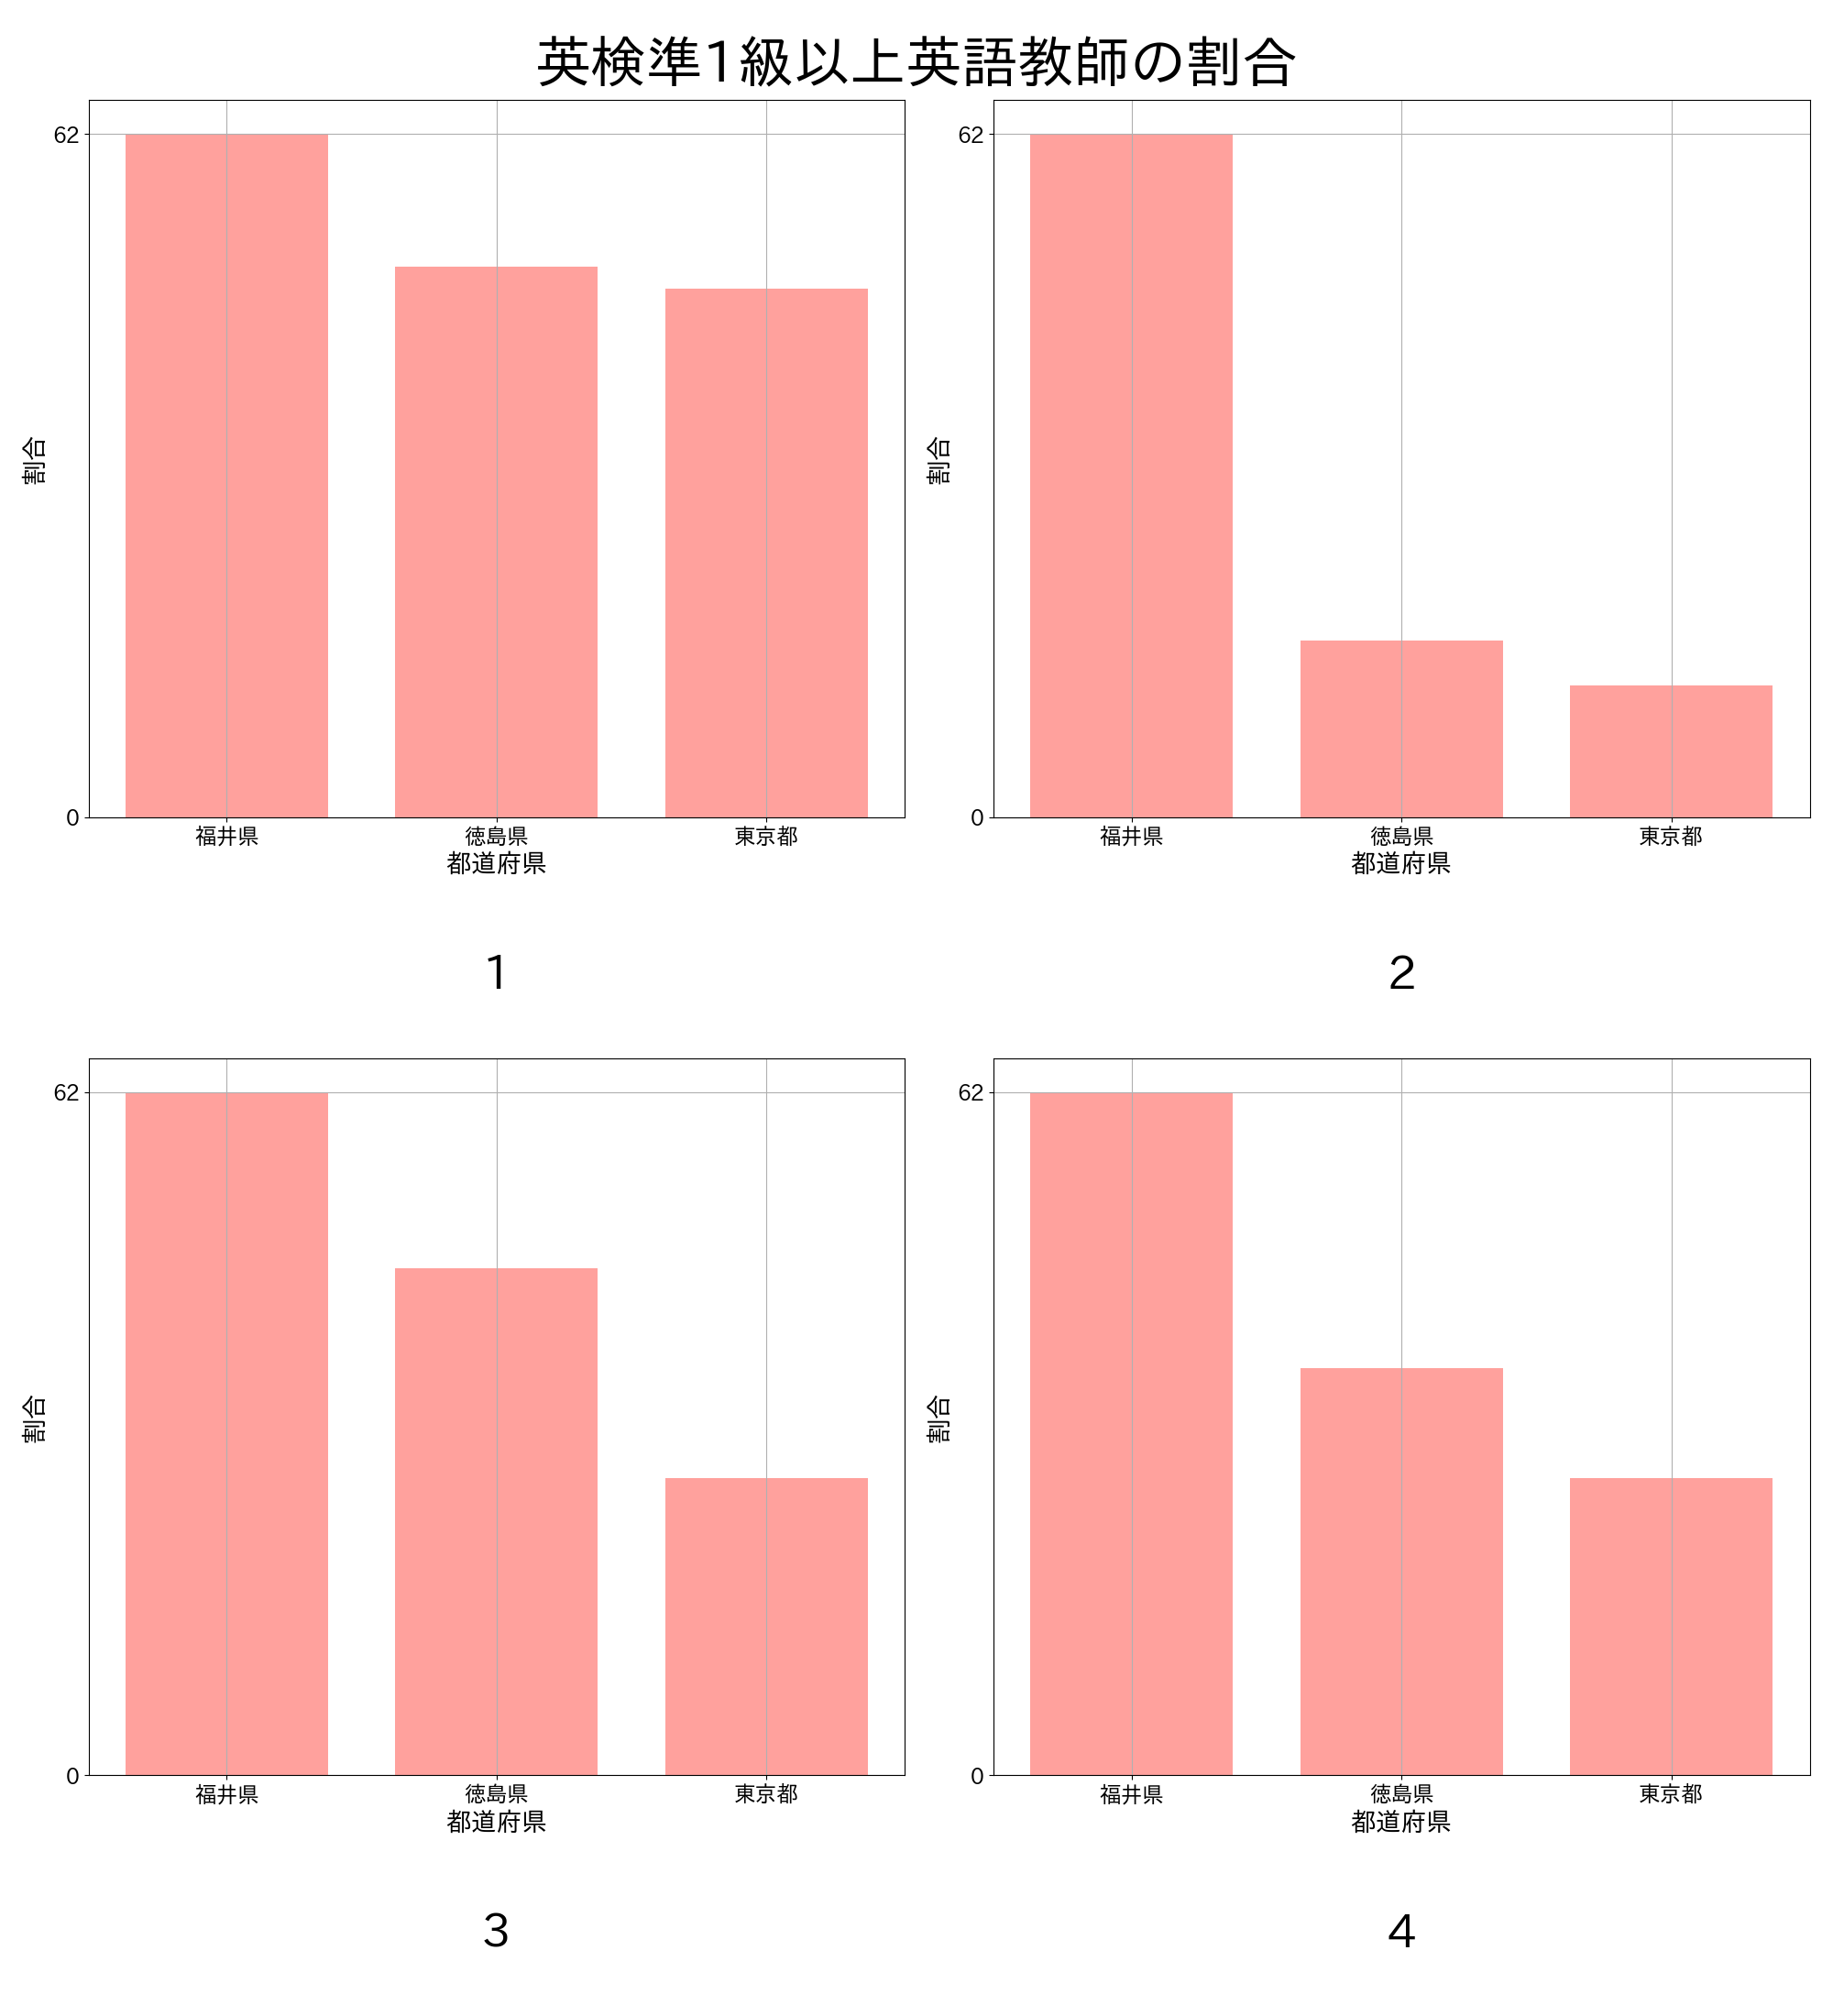 英検準1級以上英語教師の割合
62
割合
0
福井県 徳島県 東京都
都道府県
1
62
割合
0
福井県 徳島県 東京都
都道府県
2
62
割合
0
福井県 徳島県 東京都
都道府県
3
62
割合
0
福井県 徳島県 東京都
都道府県
4